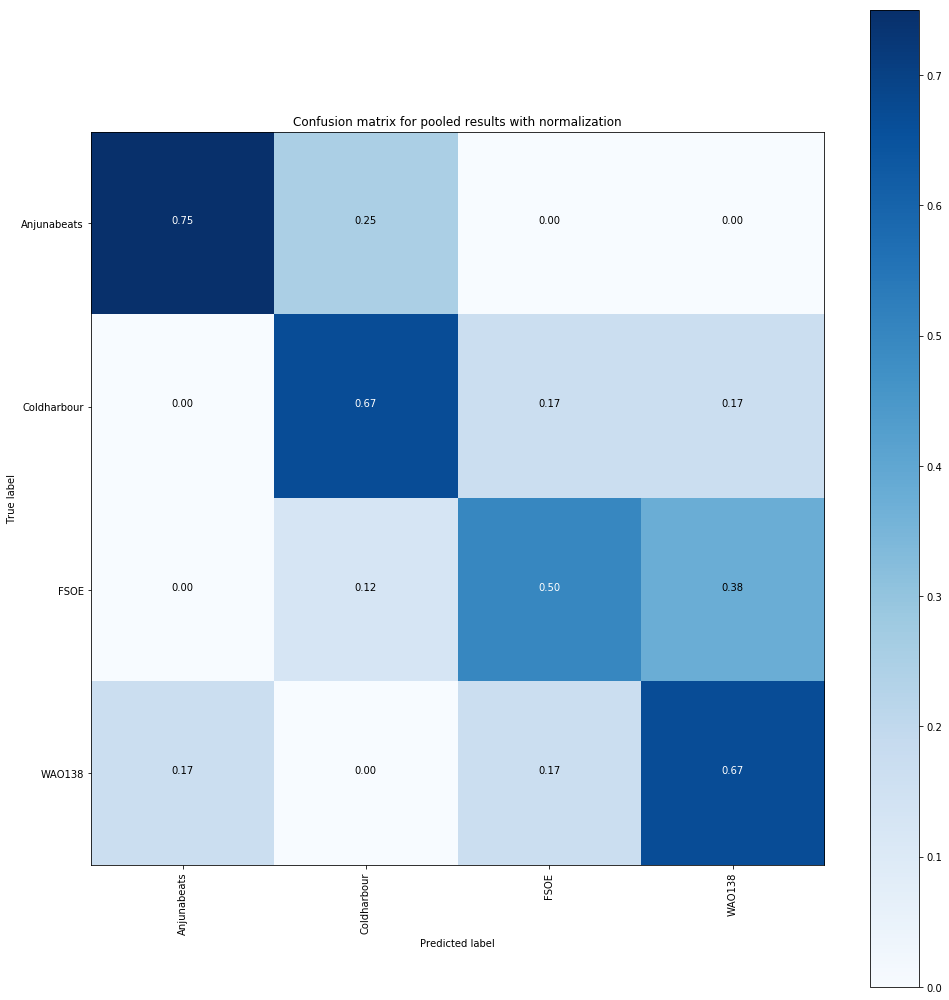 Confusion matrix for pooled results with normalization
Anjunabeats
0.75 0.25 0.00 0.00
Coldharbour
0.00 0.67 0.17 0.17
FSOE
0.00 0.12 0.50 0.38
WAO138
0.17 0.00 0.17 0.67
True label
Anjunabeats
Coldharbour
FSOE
WAO138
Predicted label
0.7
0.6
0.5
0.4
0.3
0.2
0.1
0.0